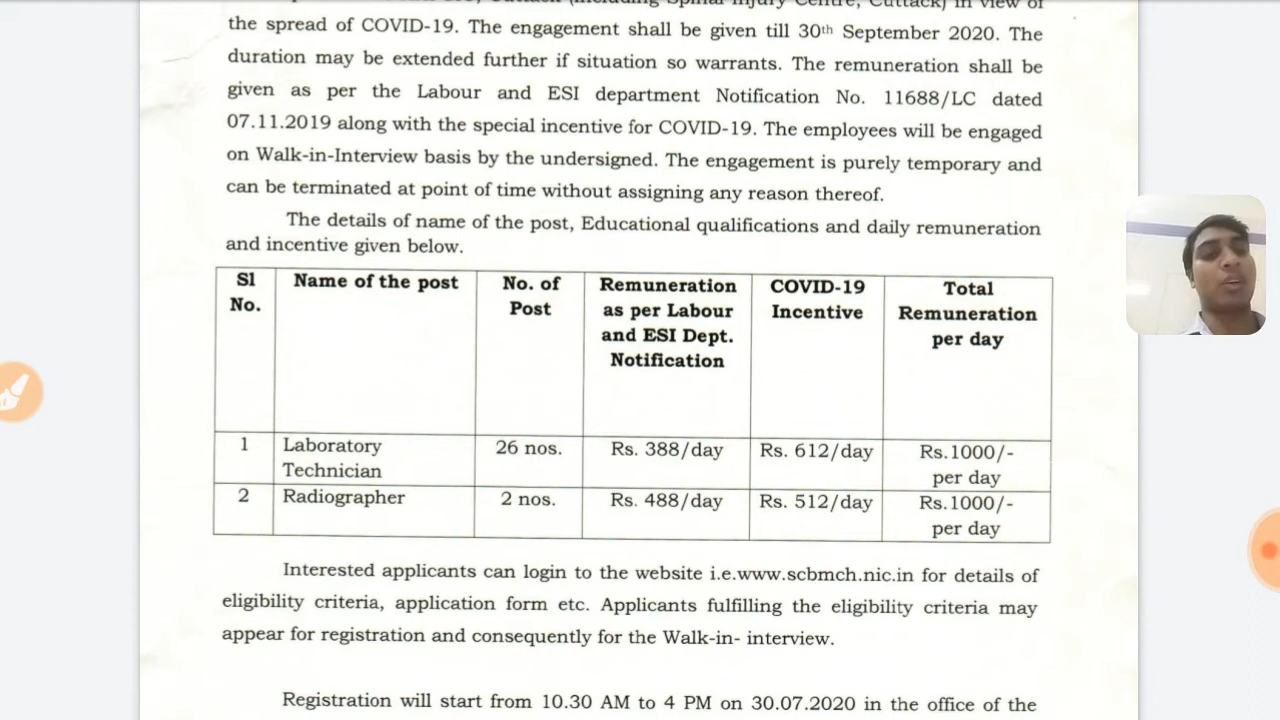 Cuttack (including Spinal Injury Centre, Cuttack) in view of
the spread of COVID-19. The engagement shall be given till 30th September 2020. The
duration may be extended further if situation so warrants. The remuneration shall be
given as per the Labour and ESI department Notification No. 11688/LC dated
07.11.2019 along with the special incentive for COVID-19. The employees will be engaged
on Walk-in-Interview basis by the undersigned. The engagement is purely temporary and
can be terminated at point of time without assigning any reason thereof.
The details of name of the post, Educational qualifications and daily remuneration
and incentive given below.
Sl No. Name of the post No. of Post Remuneration as per Labour and ESI Dept. Notification COVID-19 Incentive Total Remuneration per day
1 Laboratory Technician 26 nos. Rs. 388/day Rs. 612/day Rs.1000/- per day
2 Radiographer 2 nos. Rs. 488/day Rs. 512/day Rs.1000/- per day
Interested applicants can login to the website i.e.www.scbmch.nic.in for details of
eligibility criteria, application form etc. Applicants fulfilling the eligibility criteria may
appear for registration and consequently for the Walk-in- interview.
Registration will start from 10.30 AM to 4 PM on 30.07.2020 in the office of the